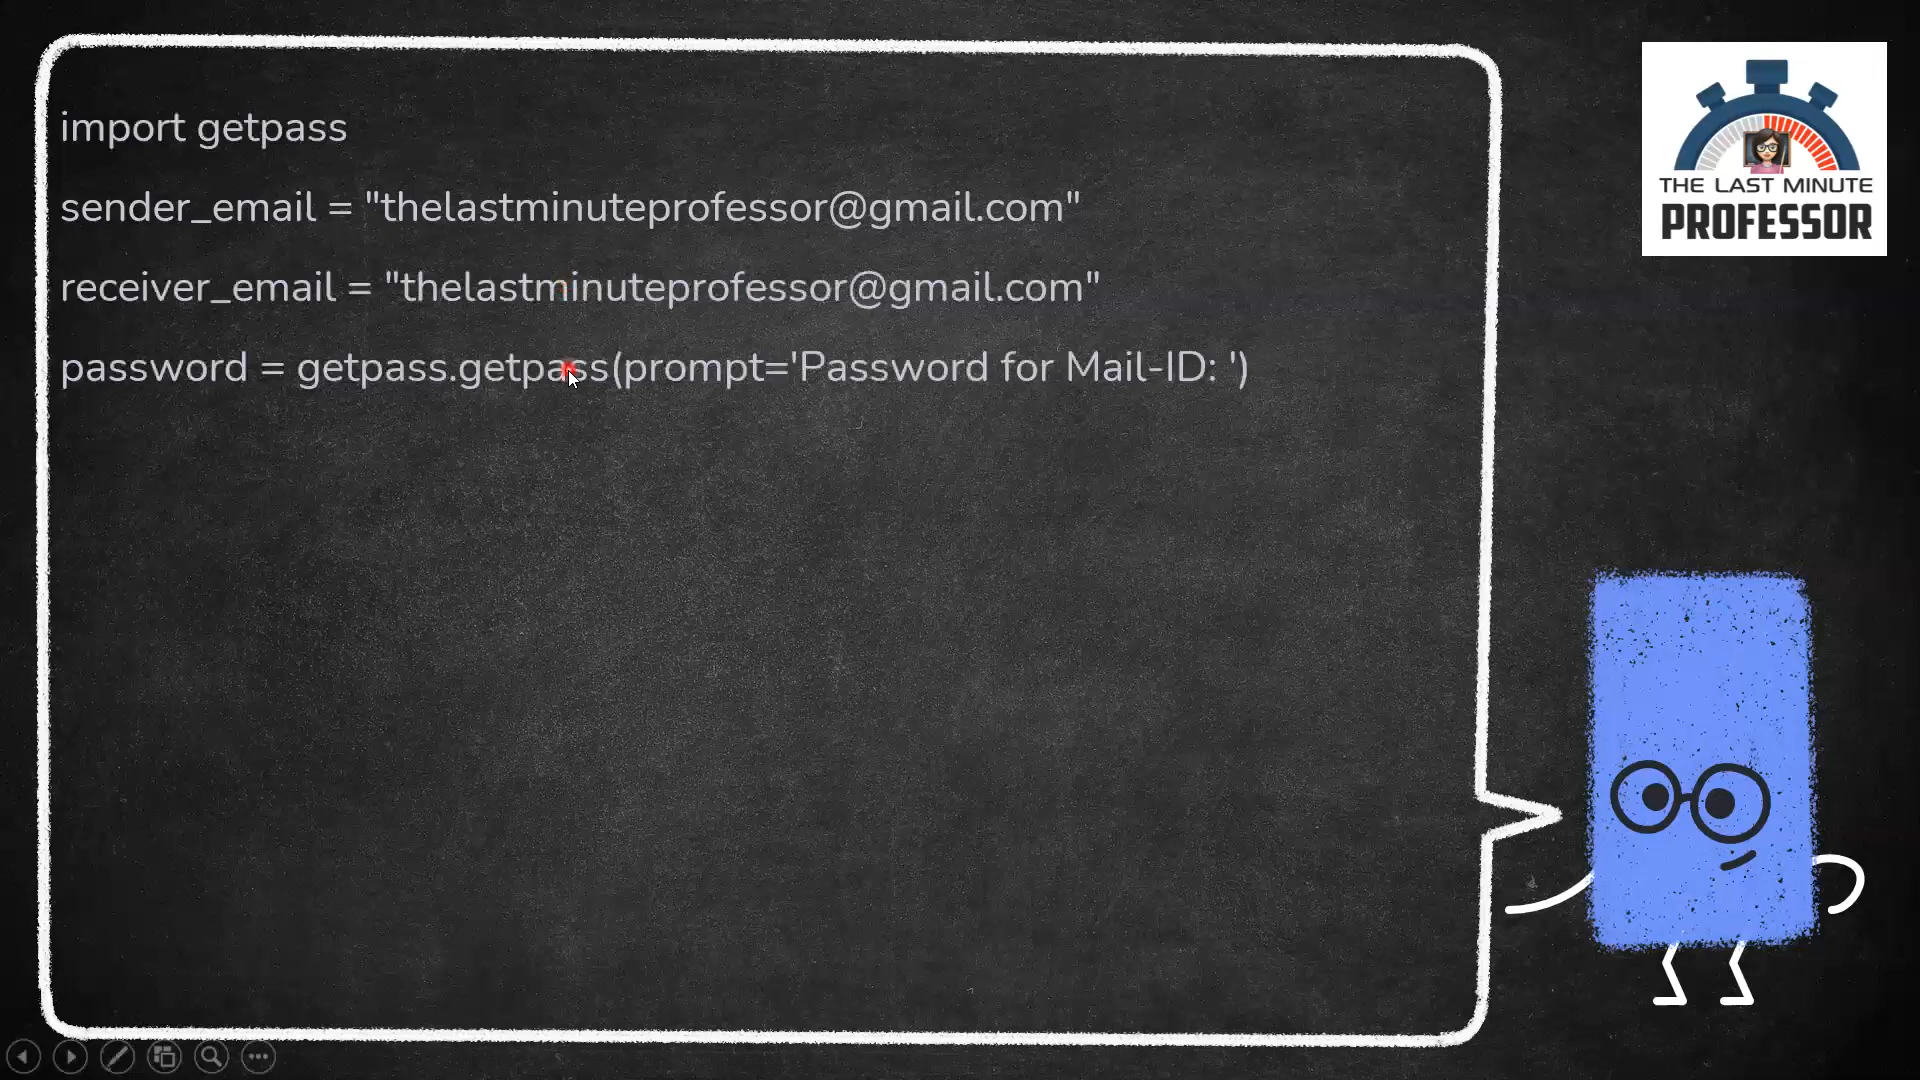 import getpass
sender_email = "thelastminuteprofessor@gmail.com"
receiver_email = "thelastminuteprofessor@gmail.com"
password = getpass.getpass(prompt='Password for Mail-ID: ')
THE LAST MINUTE
PROFESSOR